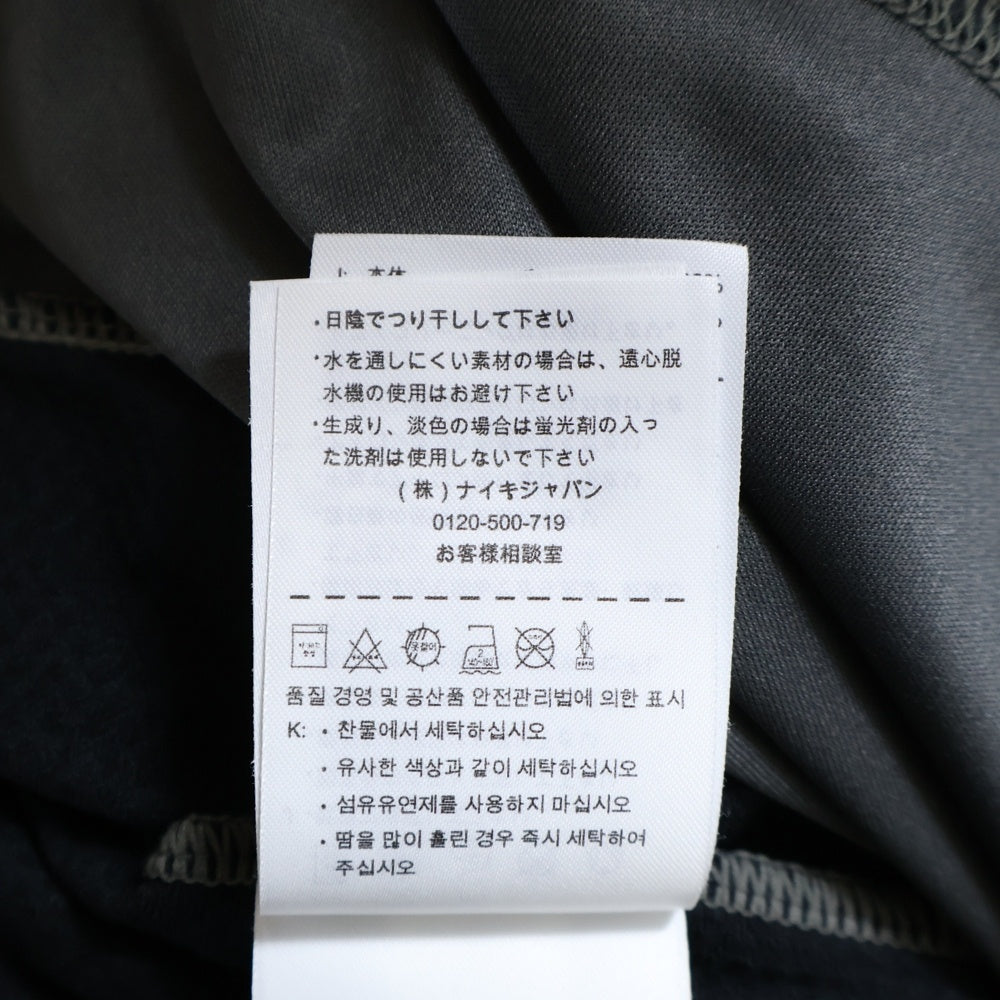 ・日陰でつり干しして下さい
・水を通しにくい素材の場合は、遠心脱
水機の使用はお避け下さい
・生成り、淡色の場合は蛍光剤の入っ
た洗剤は使用しないで下さい
(株)ナイキジャパン
0120-500-719
お客様相談室
품질 경영 및 공산품 안전관리법에 의한 표시
K: • 찬물에서 세탁하십시오
• 유사한 색상과 같이 세탁하십시오
• 섬유유연제를 사용하지 마십시오
• 땀을 많이 흘린 경우 즉시 세탁하여
주십시오